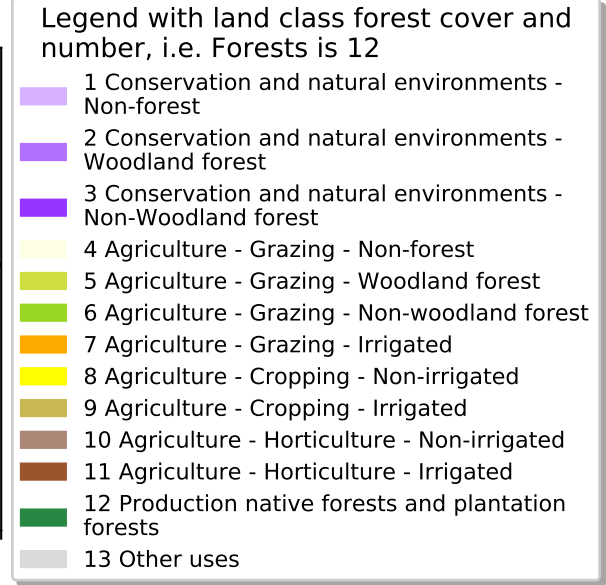 Legend with land class forest cover and
number, i.e. Forests is 12
1 Conservation and natural environments -
Non-forest
2 Conservation and natural environments -
Woodland forest
3 Conservation and natural environments -
Non-Woodland forest
4 Agriculture - Grazing - Non-forest
5 Agriculture - Grazing - Woodland forest
6 Agriculture - Grazing - Non-woodland forest
7 Agriculture - Grazing - Irrigated
8 Agriculture - Cropping - Non-irrigated
9 Agriculture - Cropping - Irrigated
10 Agriculture - Horticulture - Non-irrigated
11 Agriculture - Horticulture - Irrigated
12 Production native forests and plantation
forests
13 Other uses